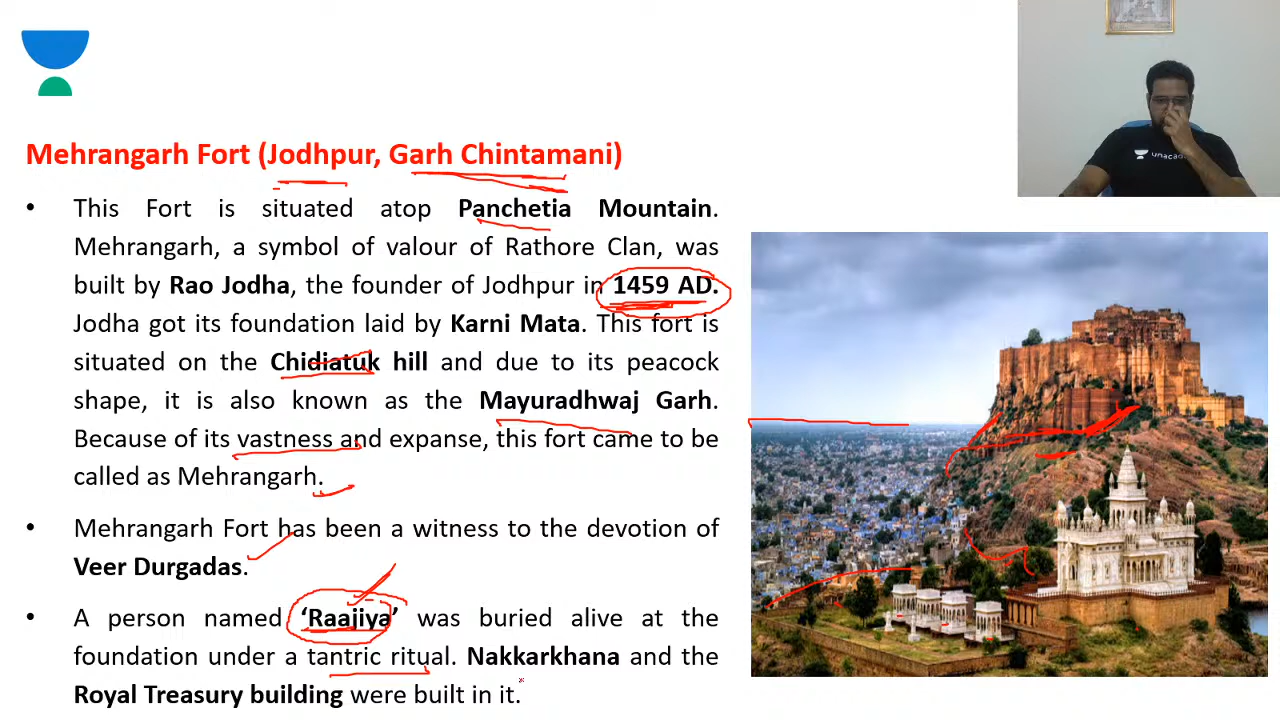 Mehrangarh Fort (Jodhpur, Garh Chintamani)
• This Fort is situated atop Panchetia Mountain.
Mehrangarh, a symbol of valour of Rathore Clan, was
built by Rao Jodha, the founder of Jodhpur in 1459 AD.
Jodha got its foundation laid by Karni Mata. This fort is
situated on the Chidiatuk hill and due to its peacock
shape, it is also known as the Mayuradhwaj Garh.
Because of its vastness and expanse, this fort came to be
called as Mehrangarh.
• Mehrangarh Fort has been a witness to the devotion of
Veer Durgadas.
• A person named ‘Raajiya’ was buried alive at the
foundation under a tantric ritual. Nakkarkhana and the
Royal Treasury building were built in it.